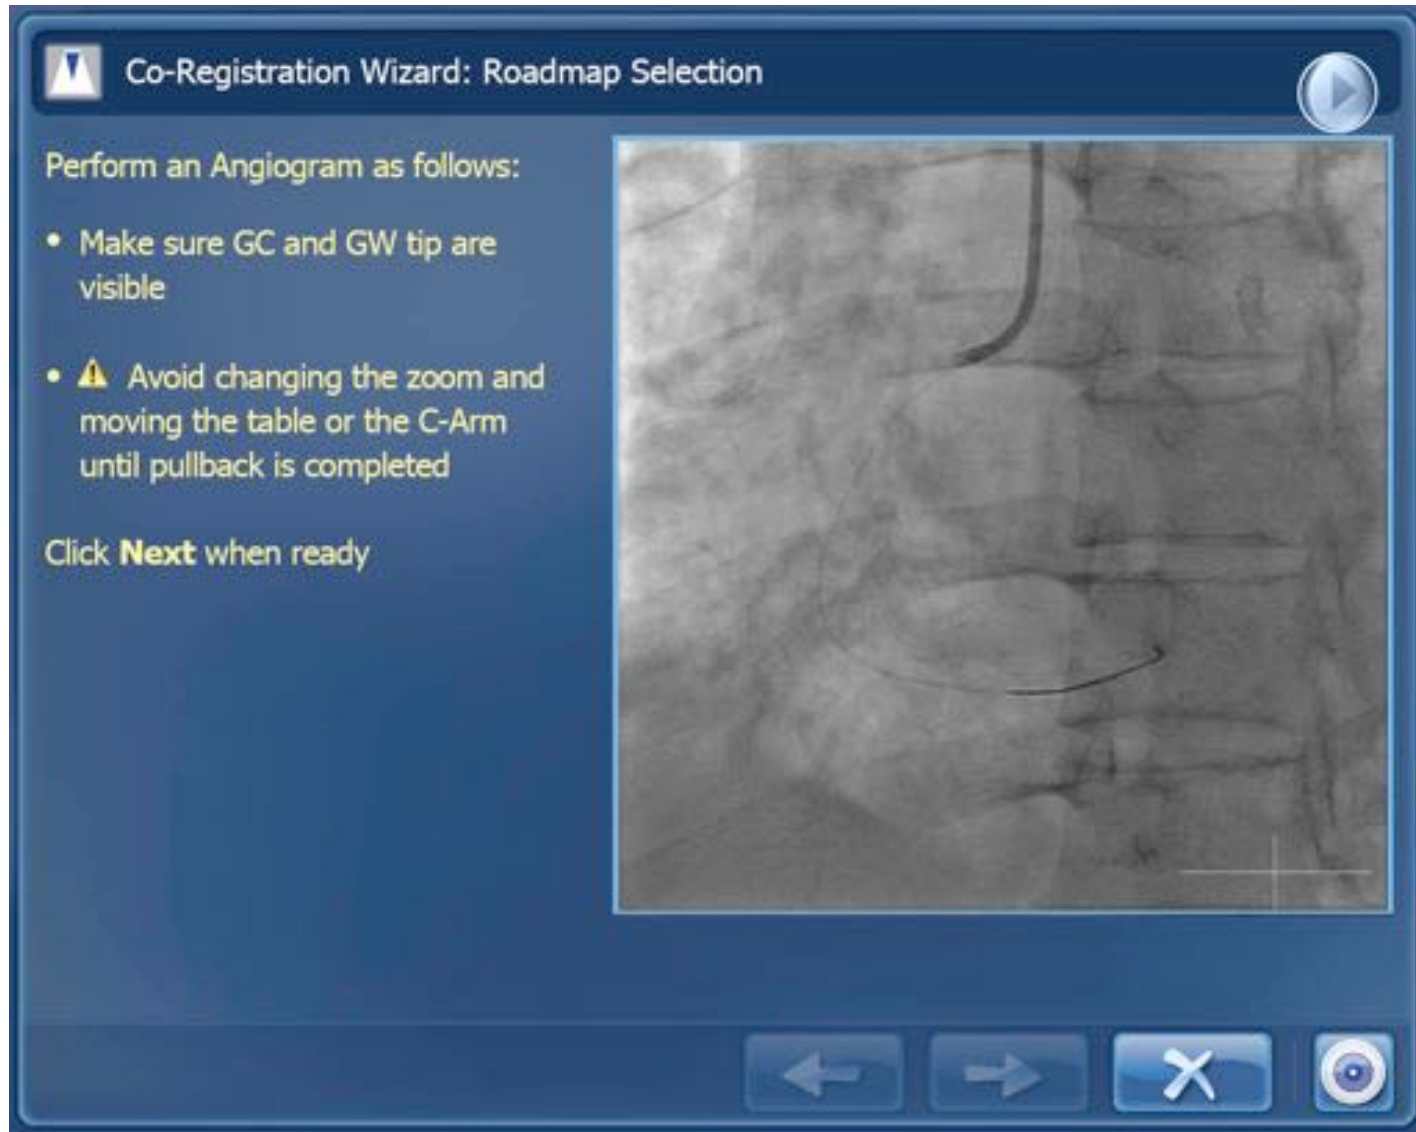 Co-Registration Wizard: Roadmap Selection
Perform an Angiogram as follows:
• Make sure GC and GW tip are
visible
• Avoid changing the zoom and
moving the table or the C-Arm
until pullback is completed
Click Next when ready